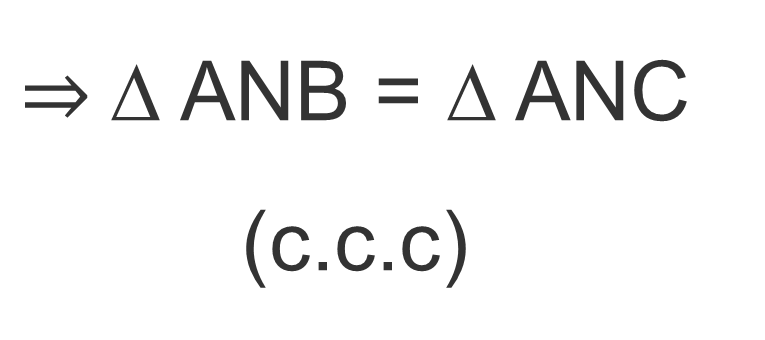 ⇒ Δ ANB = Δ ANC
(c.c.c)